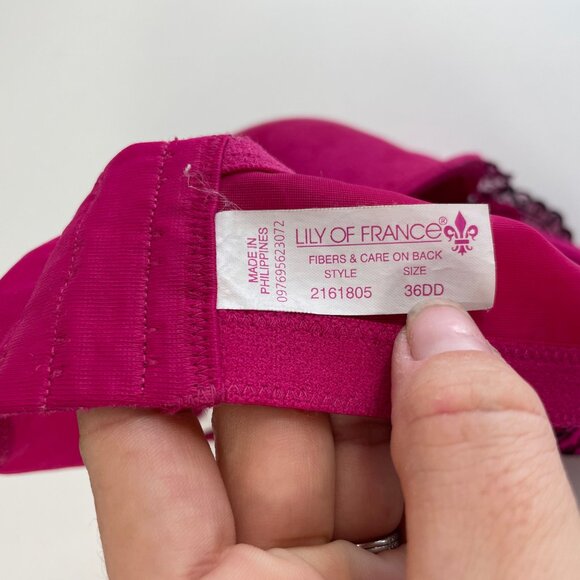 MADE IN
PHILIPPINES
097695623072
LILY OF FRANCE®
FIBERS & CARE ON BACK
STYLE SIZE
2161805 36DD